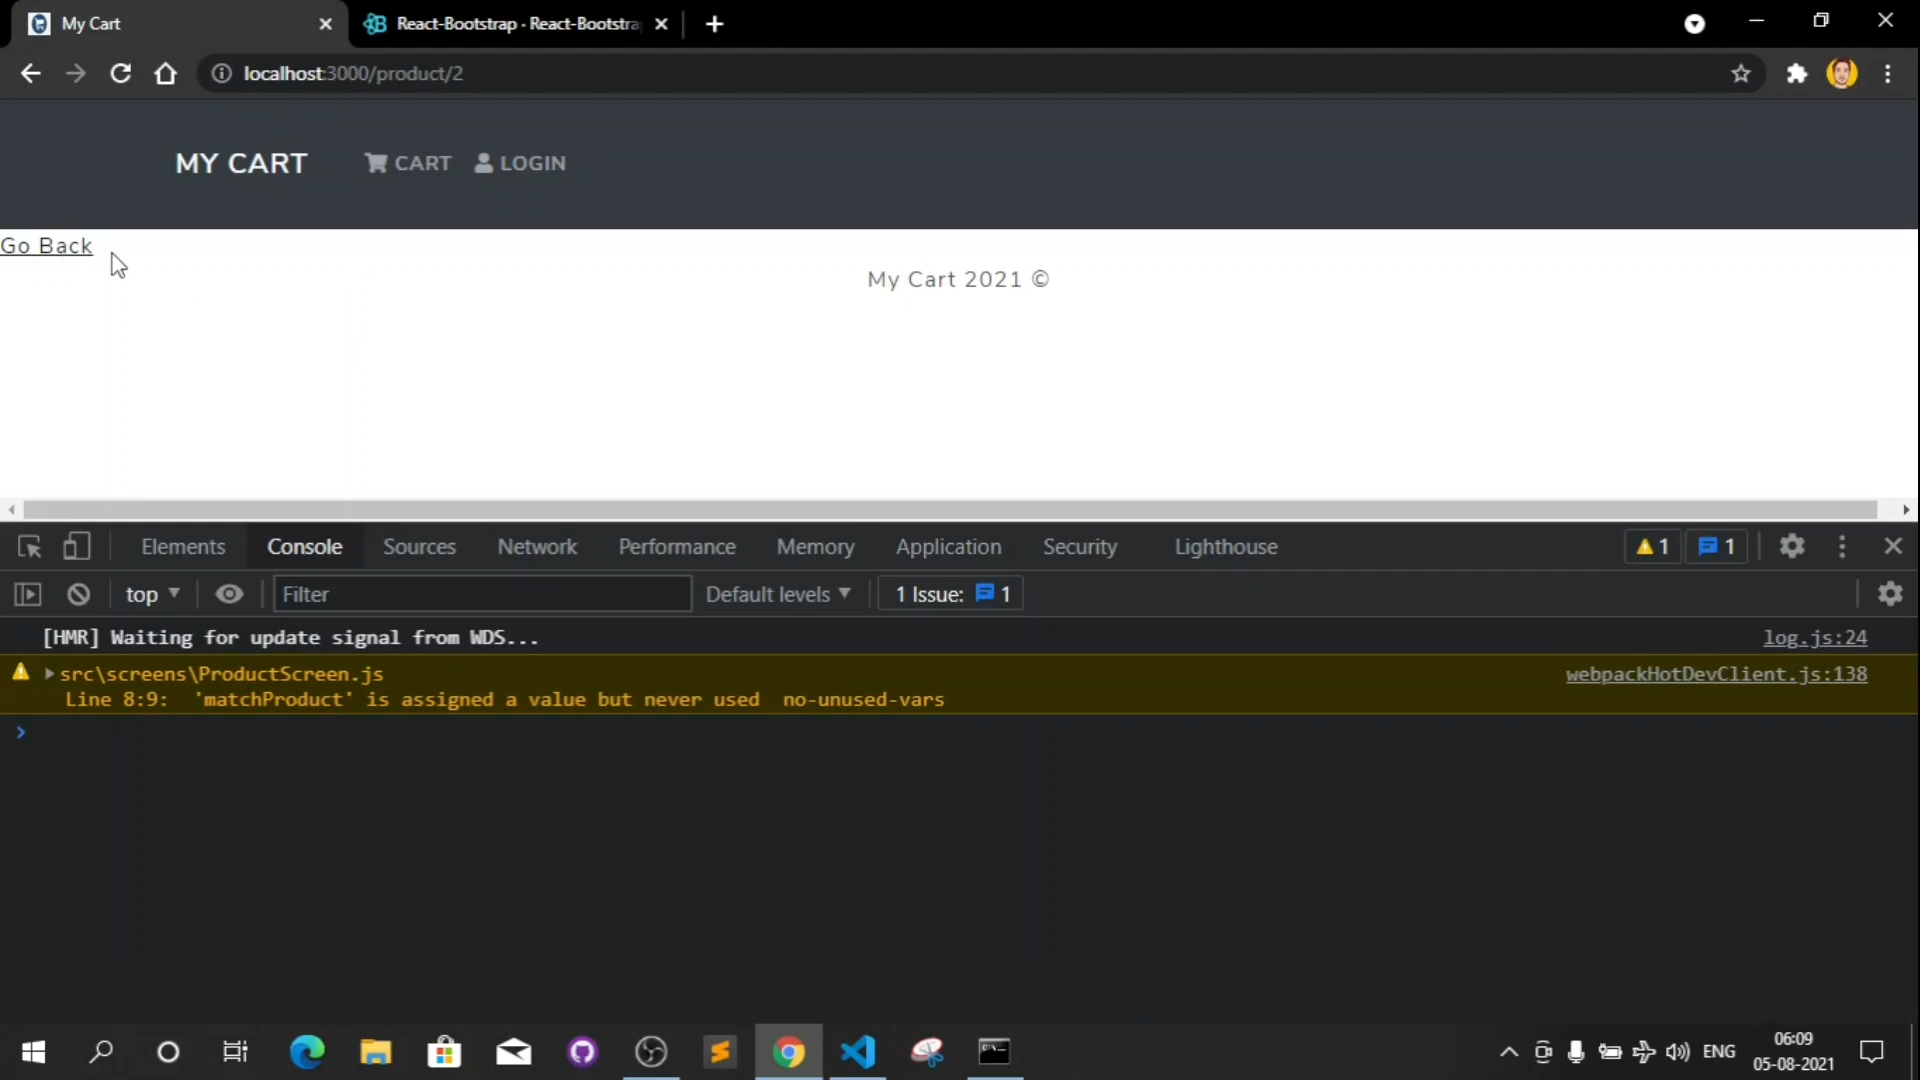 My Cart
React-Bootstrap · React-Bootstra
localhost:3000/product/2
MY CART
CART
LOGIN
Go Back
My Cart 2021 ©
Elements
Console
Sources
Network
Performance
Memory
Application
Security
Lighthouse
1
1
top
Filter
Default levels
1 Issue:
1
[HMR] Waiting for update signal from WDS...
log.js:24
src\screens\ProductScreen.js
webpackHotDevClient.js:138
Line 8:9: 'matchProduct' is assigned a value but never used no-unused-vars
ENG
06:09
05-08-2021